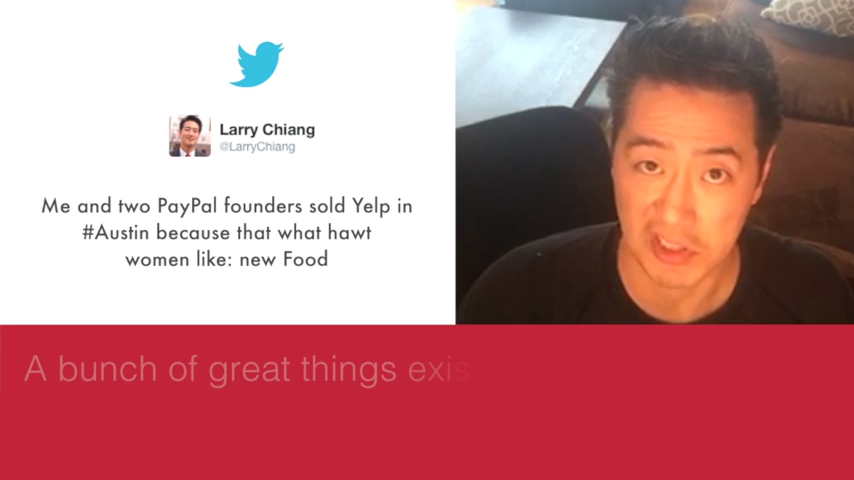 Larry Chiang
@LarryChiang
Me and two PayPal founders sold Yelp in
#Austin because that what hawt
women like: new Food
A bunch of great things exis